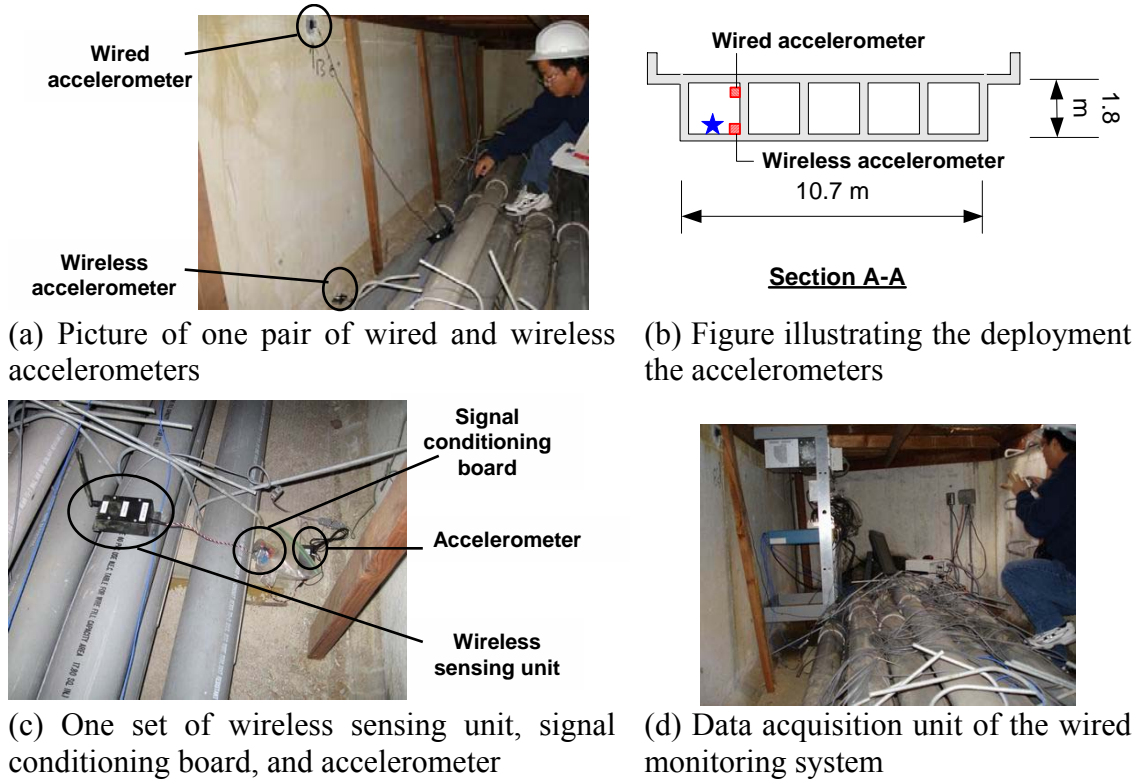 Wired
accelerometer
Wireless
accelerometer
(a) Picture of one pair of wired and wireless
accelerometers
Wired accelerometer
Wireless accelerometer
1.8
m
10.7 m
Section A-A
(b) Figure illustrating the deployment
the accelerometers
Signal
conditioning
board
Accelerometer
Wireless
sensing unit
(c) One set of wireless sensing unit, signal
conditioning board, and accelerometer
(d) Data acquisition unit of the wired
monitoring system